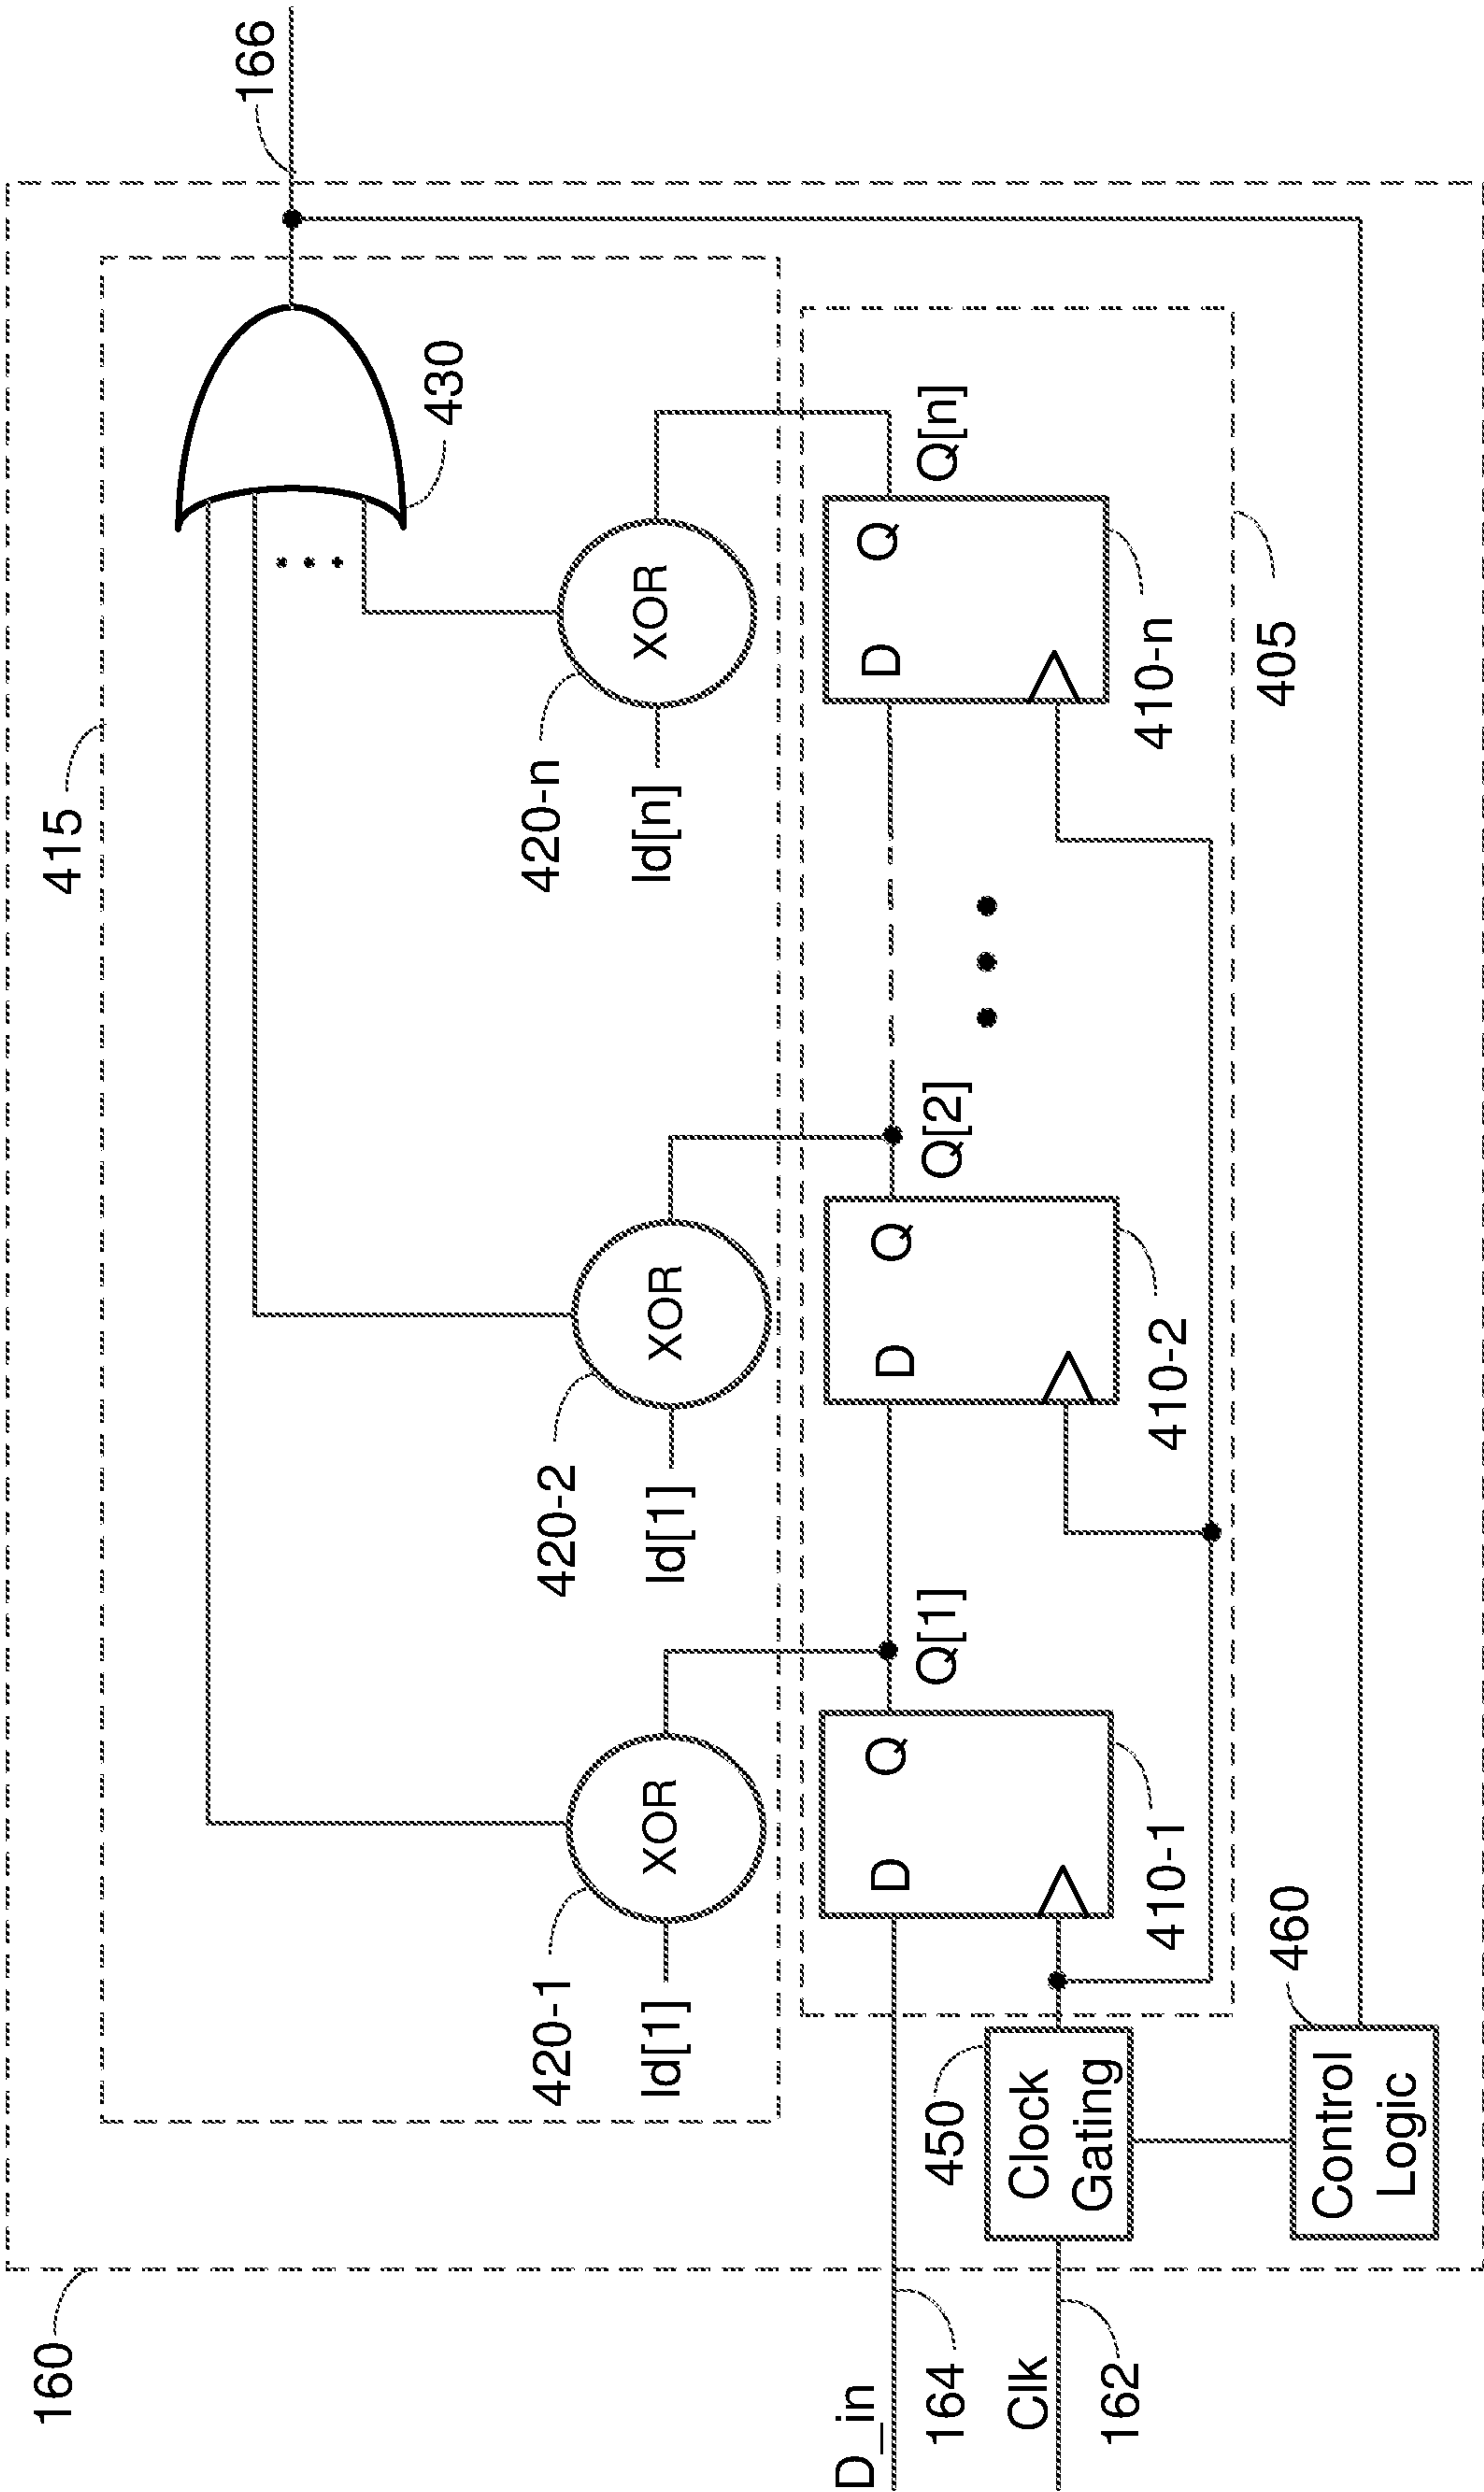 160
415
166
430
420-1
XOR
Id[1]
420-2
XOR
Id[1]
420-n
XOR
Id[n]
D_in
164
D
Q
Q[1]
D
Q
Q[2]
D
Q
Q[n]
Clk
162
450
Clock
Gating
410-1
410-2
410-n
405
460
Control
Logic